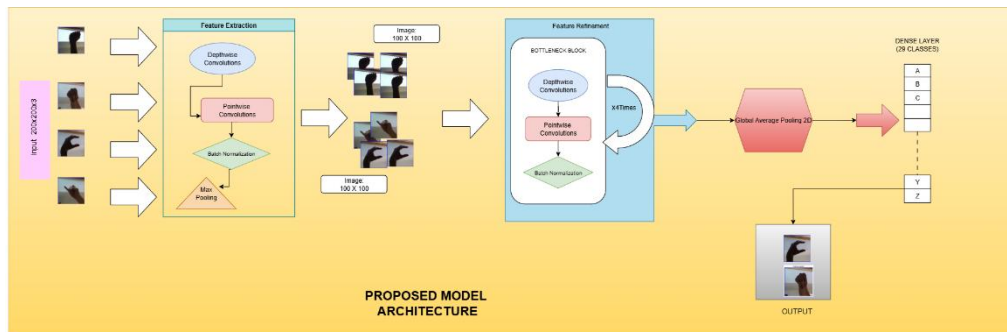 Input 200x200x3
Feature Extraction
Depthwise
Convolutions
Pointwise
Convolutions
Batch Normalization
Max
Pooling
Image:
100 X 100
Image:
100 X 100
Feature Refinement
BOTTLENECK BLOCK
Depthwise
Convolutions
Pointwise
Convolutions
Batch Normalization
X4Times
Global Average Pooling 2D
DENSE LAYER
(29 CLASSES)
A
B
C
Y
Z
OUTPUT
PROPOSED MODEL
ARCHITECTURE